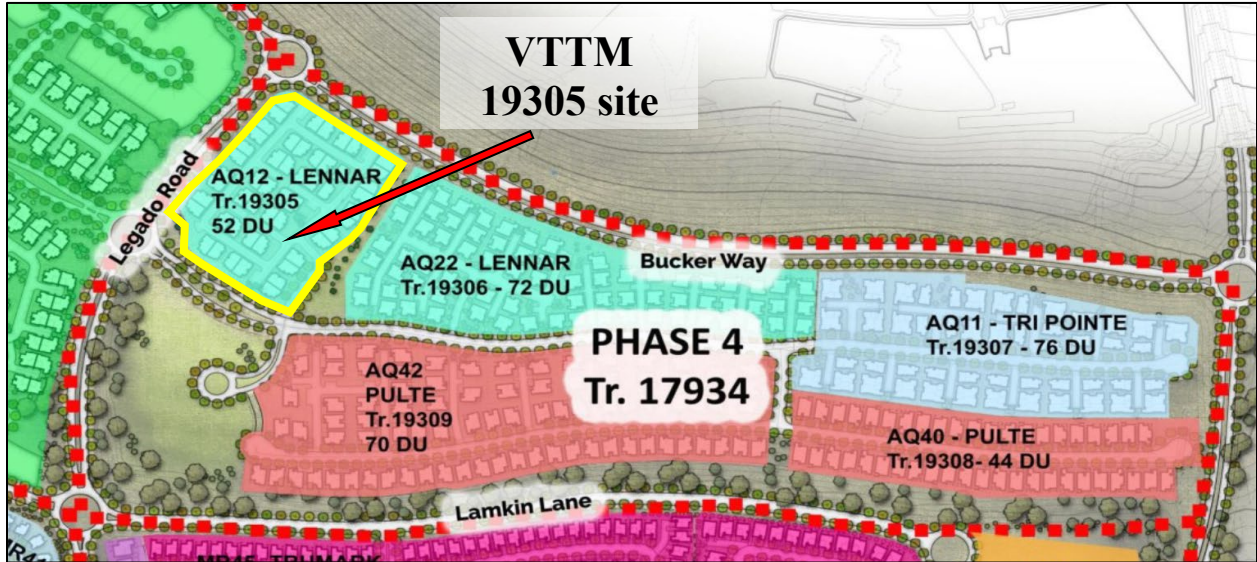 VTTM
19305 site
Legado Road
AQ12 - LENNAR
Tr.19305
52 DU
AQ22 - LENNAR
Tr.19306 - 72 DU
Bucker Way
AQ11 - TRI POINTE
Tr.19307 - 76 DU
PHASE 4
Tr. 17934
AQ42
PULTE
Tr.19309
70 DU
AQ40 - PULTE
Tr.19308- 44 DU
Lamkin Lane
TRUMARK